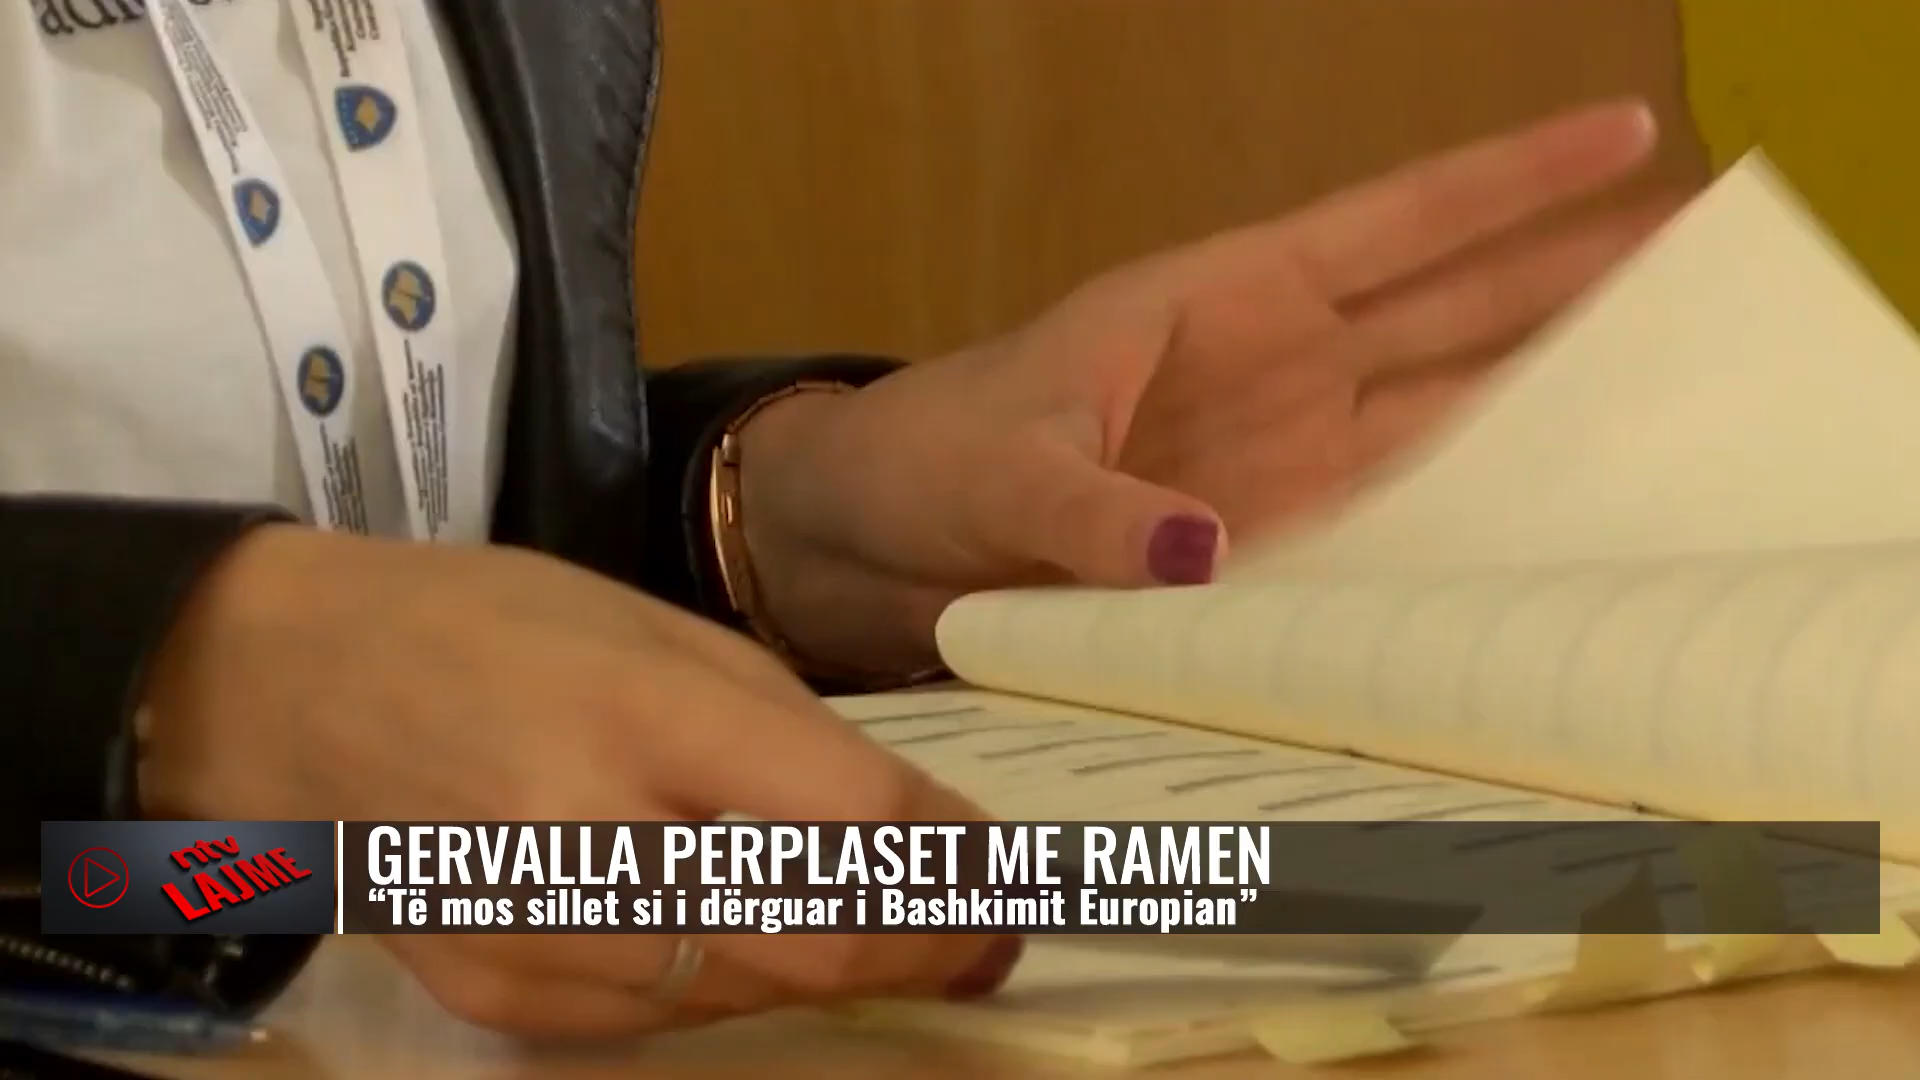 GERVALLA PERPLASET ME RAMEN
“Të mos sillet si i dërguar i Bashkimit Europian”
ntv
LAJME